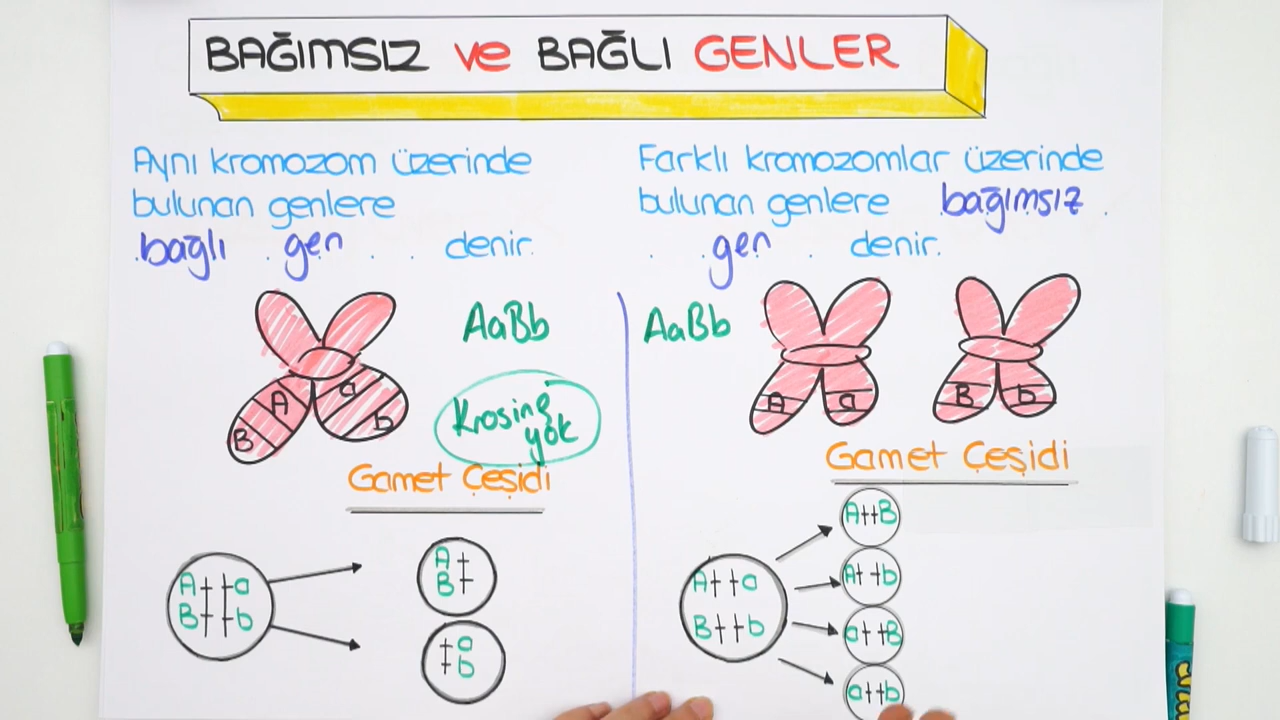 BAĞIMSIZ ve BAĞLI GENLER
Aynı kromozom üzerinde
bulunan genlere
bağlı gen denir.
AaBb
A a
B b
Krosing
yok
Gamet Çeşidi
A a
B b
A
B
a
b
Farklı kromozomlar üzerinde
bulunan genlere bağımsız
gen denir.
AaBb
A a B b
Gamet Çeşidi
A a
B b
A B
A b
a B
a b